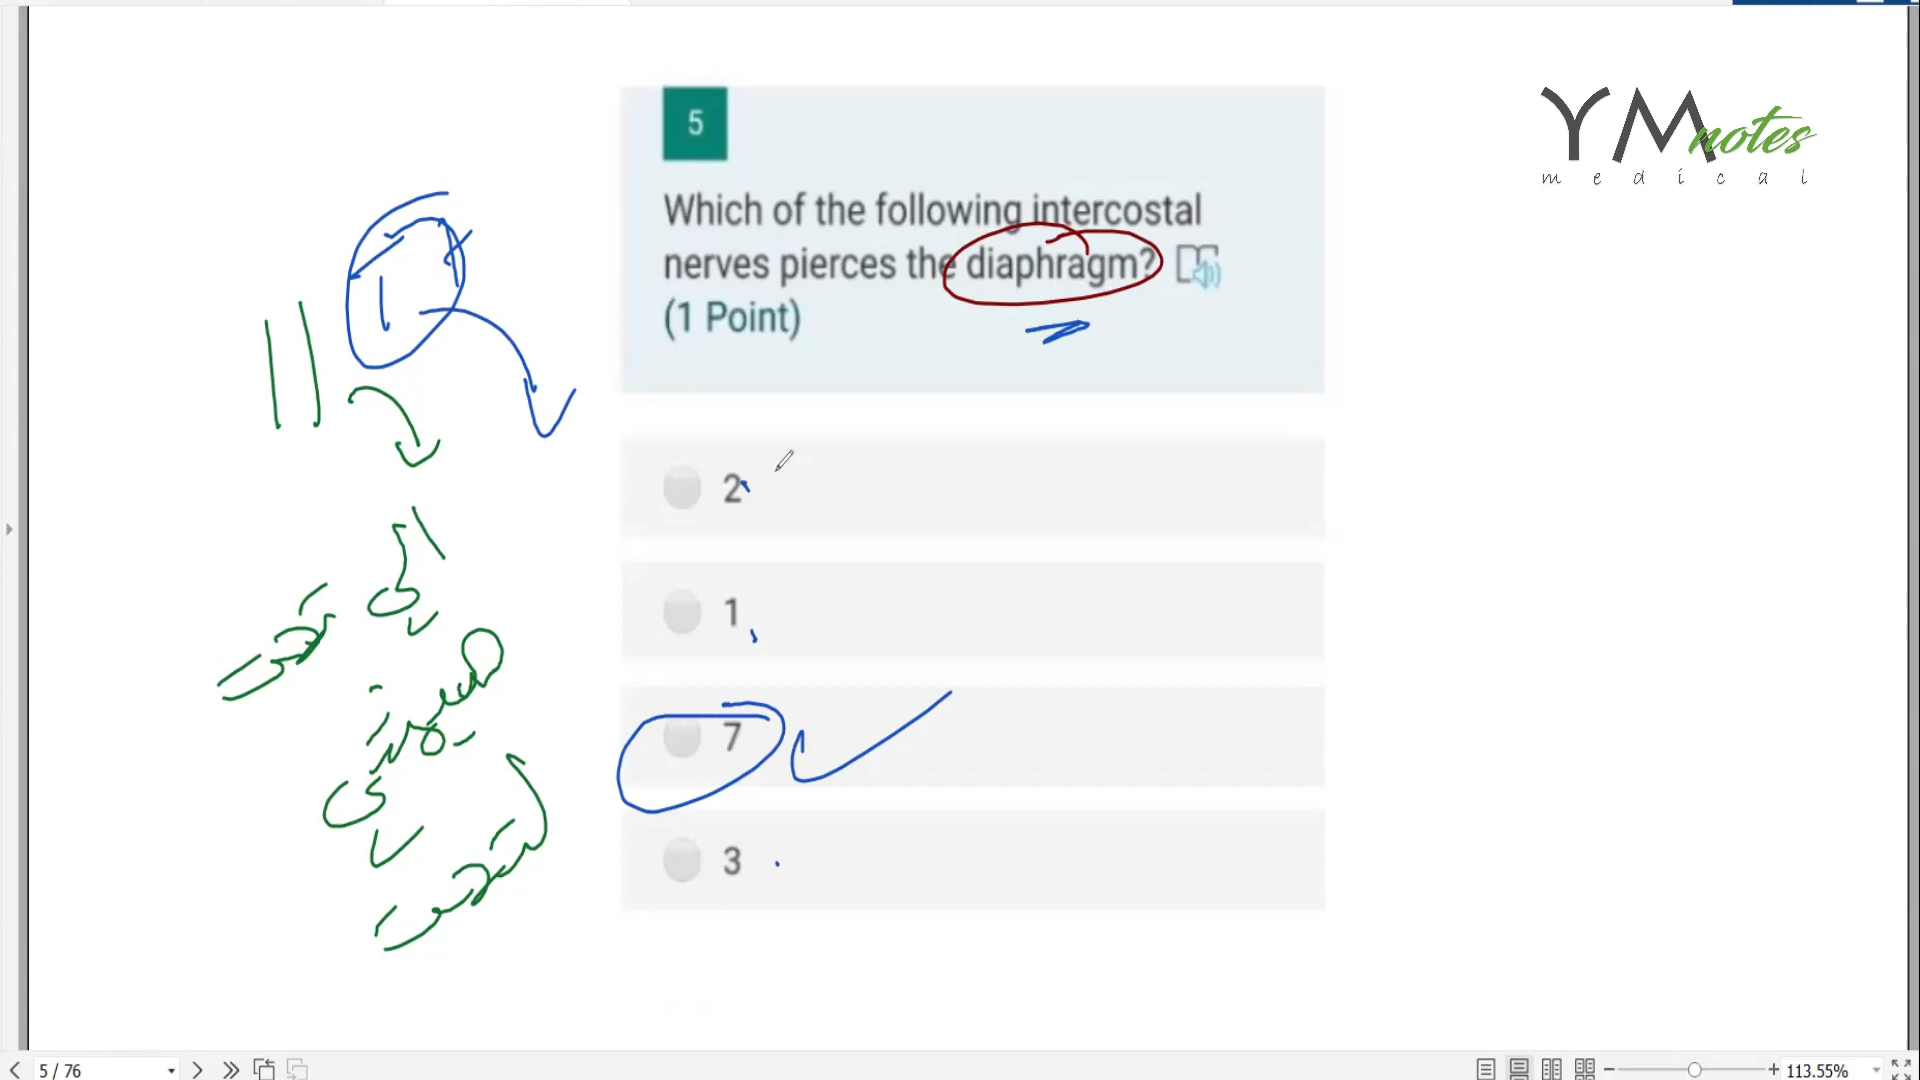 YM notes
medical
5
Which of the following intercostal
nerves pierces the diaphragm?
(1 Point)
2
1
7
3
5 / 76
113.55%